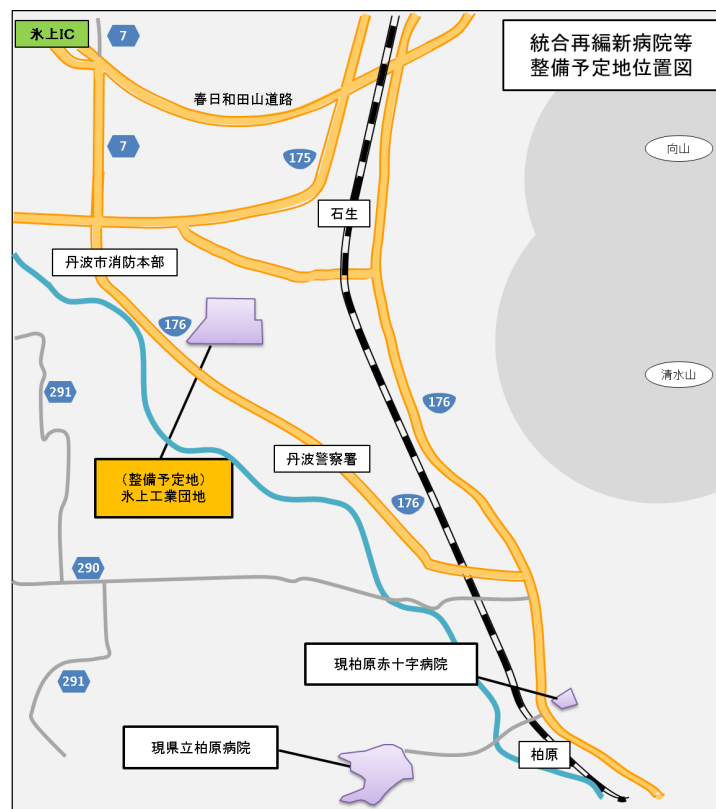 統合再編新病院等
整備予定地位置図
氷上IC
7
春日和田山道路
7
175
向山
石生
丹波市消防本部
176
清水山
291
176
丹波警察署
(整備予定地)
氷上工業団地
176
290
現柏原赤十字病院
291
現県立柏原病院
柏原